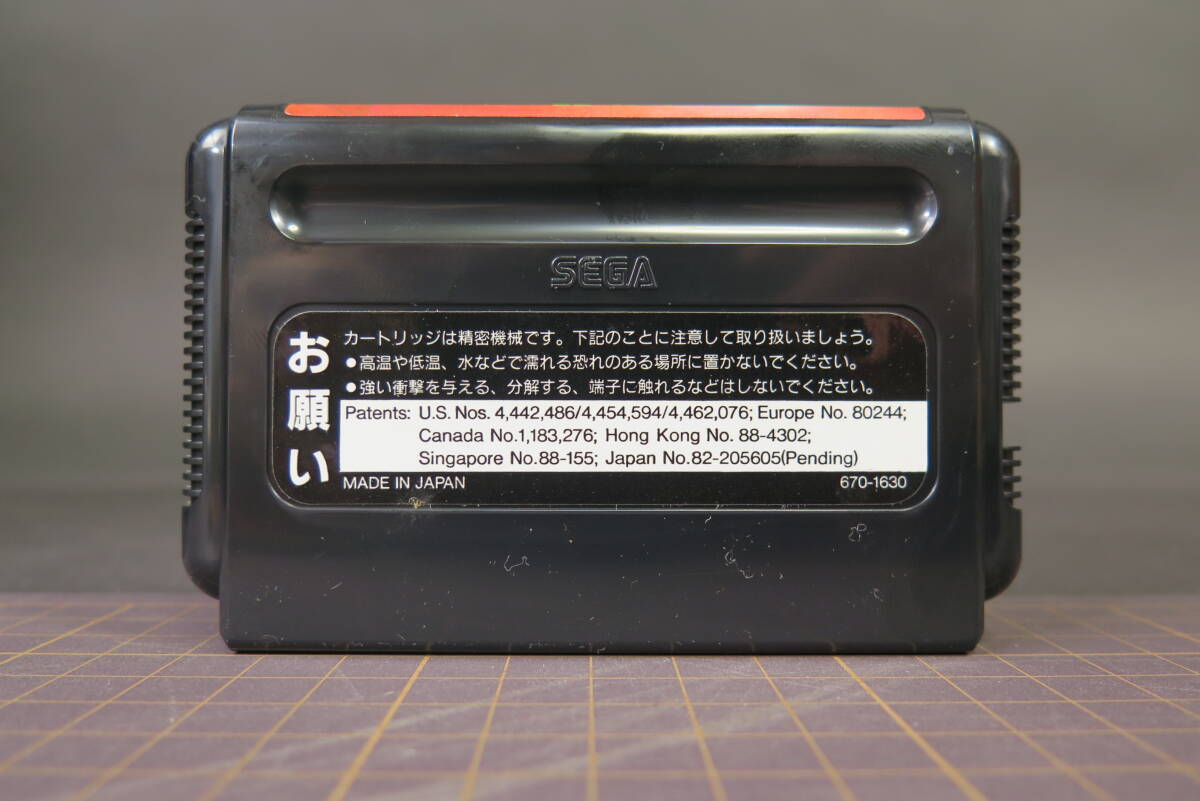 SEGA
お願い
カートリッジは精密機械です。下記のことに注意して取り扱いましょう。
●高温や低温、水などで濡れる恐れのある場所に置かないでください。
●強い衝撃を与える、分解する、端子に触れるなどはしないでください。
Patents: U.S. Nos. 4,442,486/4,454,594/4,462,076; Europe No. 80244;
Canada No.1,183,276; Hong Kong No. 88-4302;
Singapore No.88-155; Japan No.82-205605(Pending)
MADE IN JAPAN 670-1630